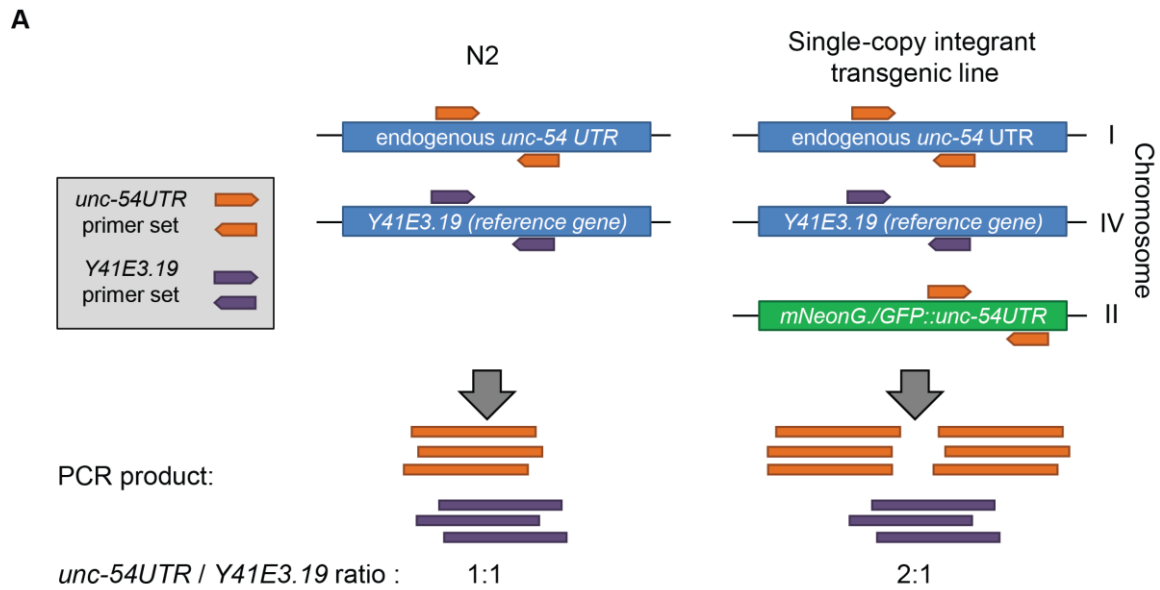 A
N2
Single-copy integrant
transgenic line
endogenous unc-54 UTR
endogenous unc-54 UTR
I
unc-54UTR
primer set
Y41E3.19 (reference gene)
Y41E3.19 (reference gene)
IV
Chromosome
Y41E3.19
primer set
mNeonG./GFP::unc-54UTR
II
PCR product:
unc-54UTR / Y41E3.19 ratio :
1:1
2:1